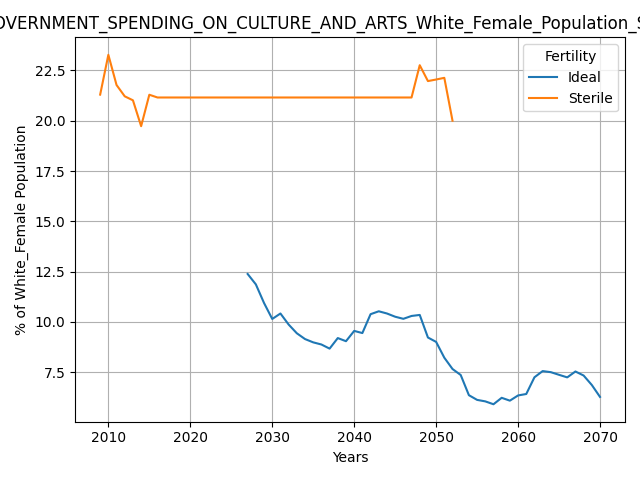 OVERNMENT_SPENDING_ON_CULTURE_AND_ARTS_White_Female_Population_S
Fertility
Ideal
Sterile
22.5
20.0
17.5
15.0
12.5
10.0
7.5
% of White_Female Population
2010 2020 2030 2040 2050 2060 2070
Years